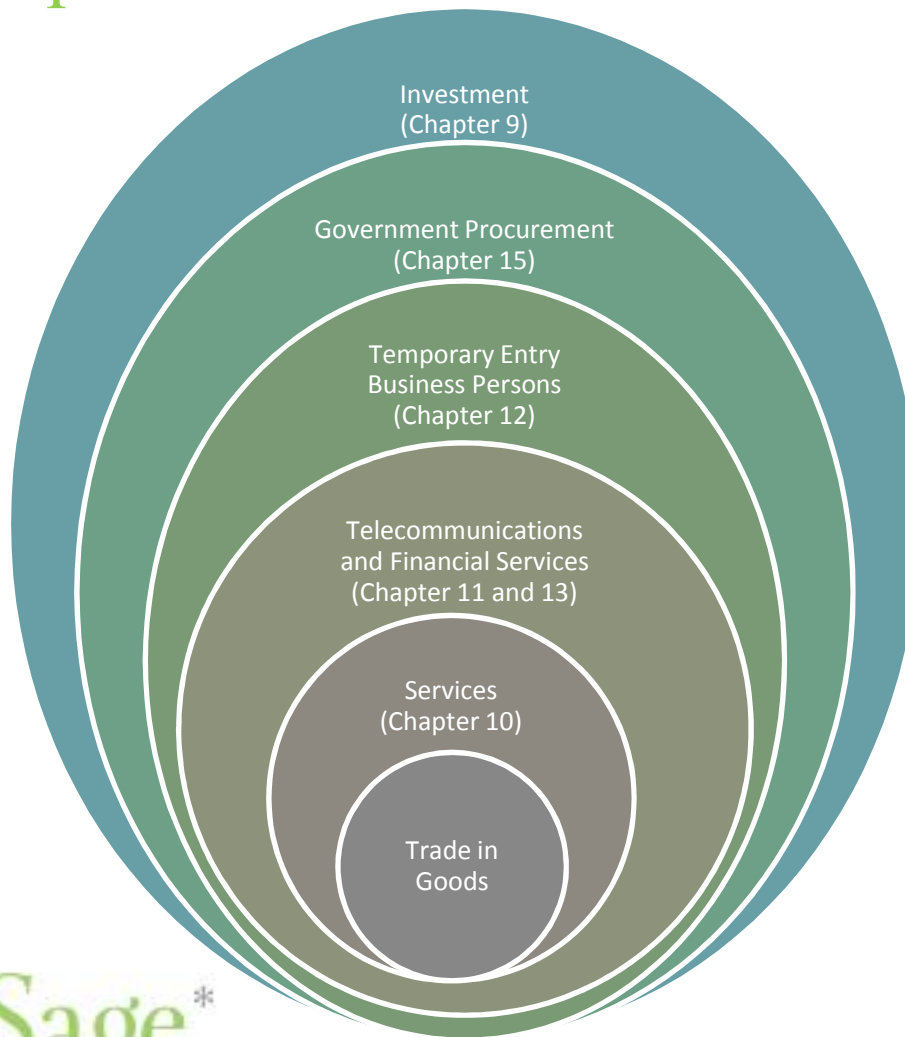 Investment
(Chapter 9)
Government Procurement
(Chapter 15)
Temporary Entry
Business Persons
(Chapter 12)
Telecommunications
and Financial Services
(Chapter 11 and 13)
Services
(Chapter 10)
Trade in
Goods
Sage*